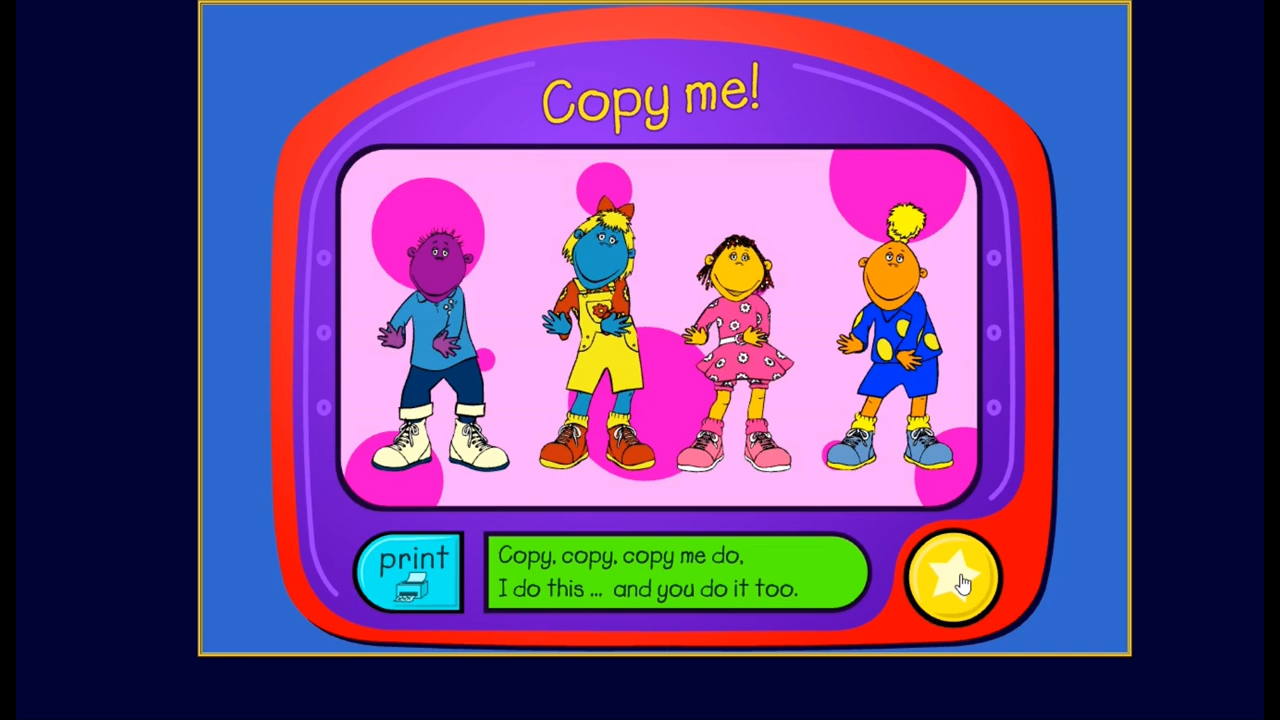 Copy me!
print
Copy, copy, copy me do,
I do this ... and you do it too.